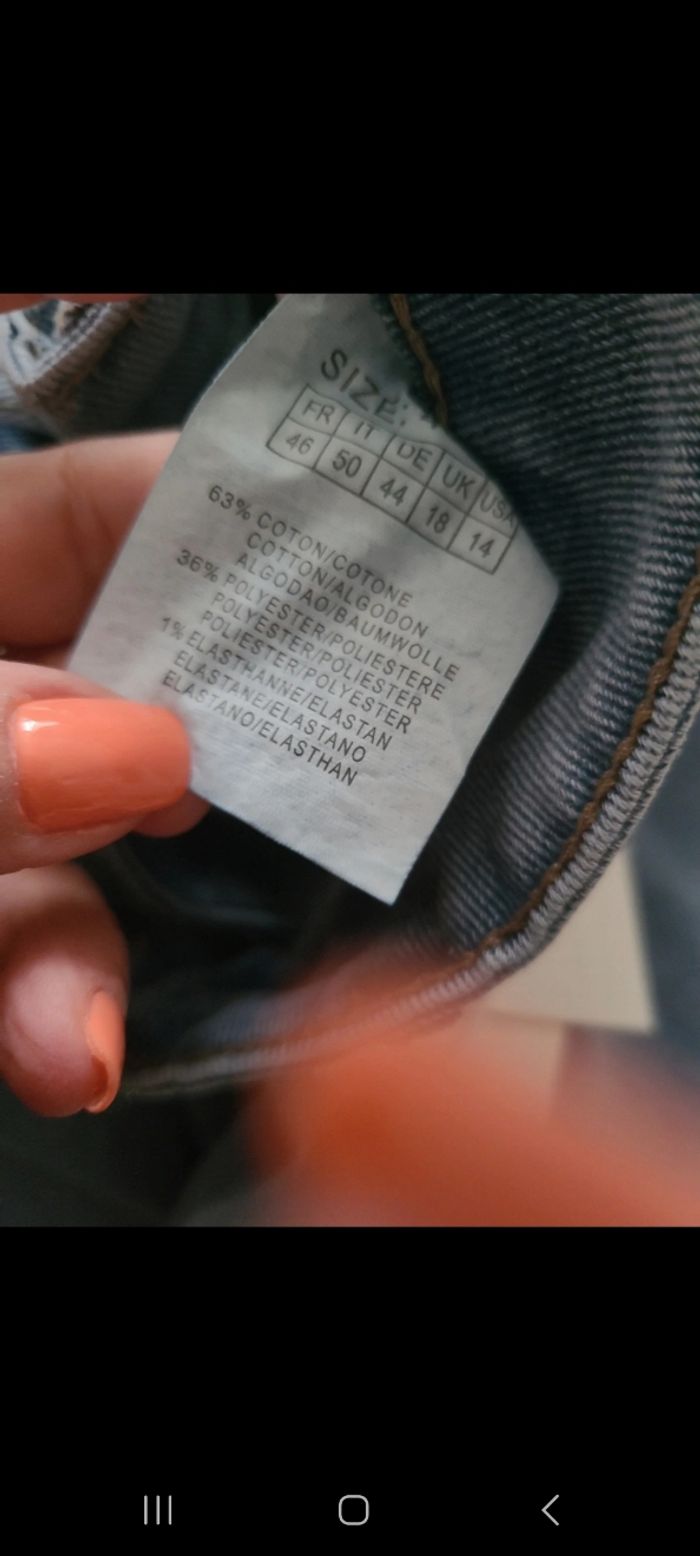 SIZE:
FR IT DE UK USA
46 50 44 18 14
63% COTON/COTONE
COTTON/ALGODON
ALGODAO/BAUMWOLLE
36% POLYESTER/POLIESTERE
POLYESTER/POLIESTER
POLIESTER/POLYESTER
1% ELASTHANNE/ELASTAN
ELASTANE/ELASTANO
ELASTANO/ELASTHAN